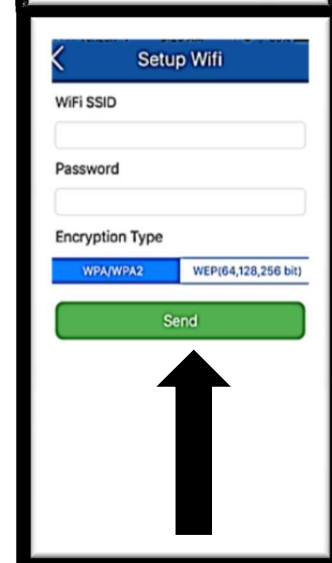 Setup Wifi
WiFi SSID
Password
Encryption Type
WPA/WPA2 WEP(64,128,256 bit)
Send